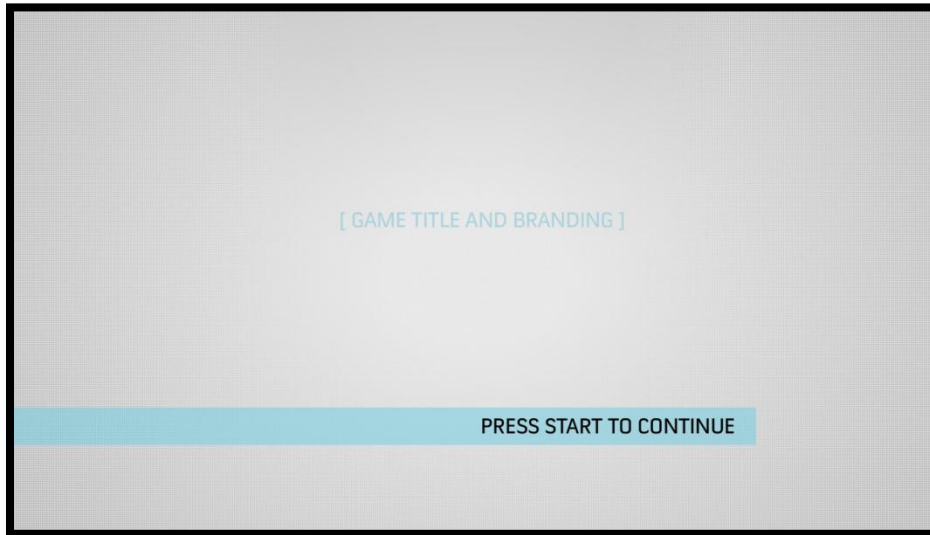 [ GAME TITLE AND BRANDING ]
PRESS START TO CONTINUE